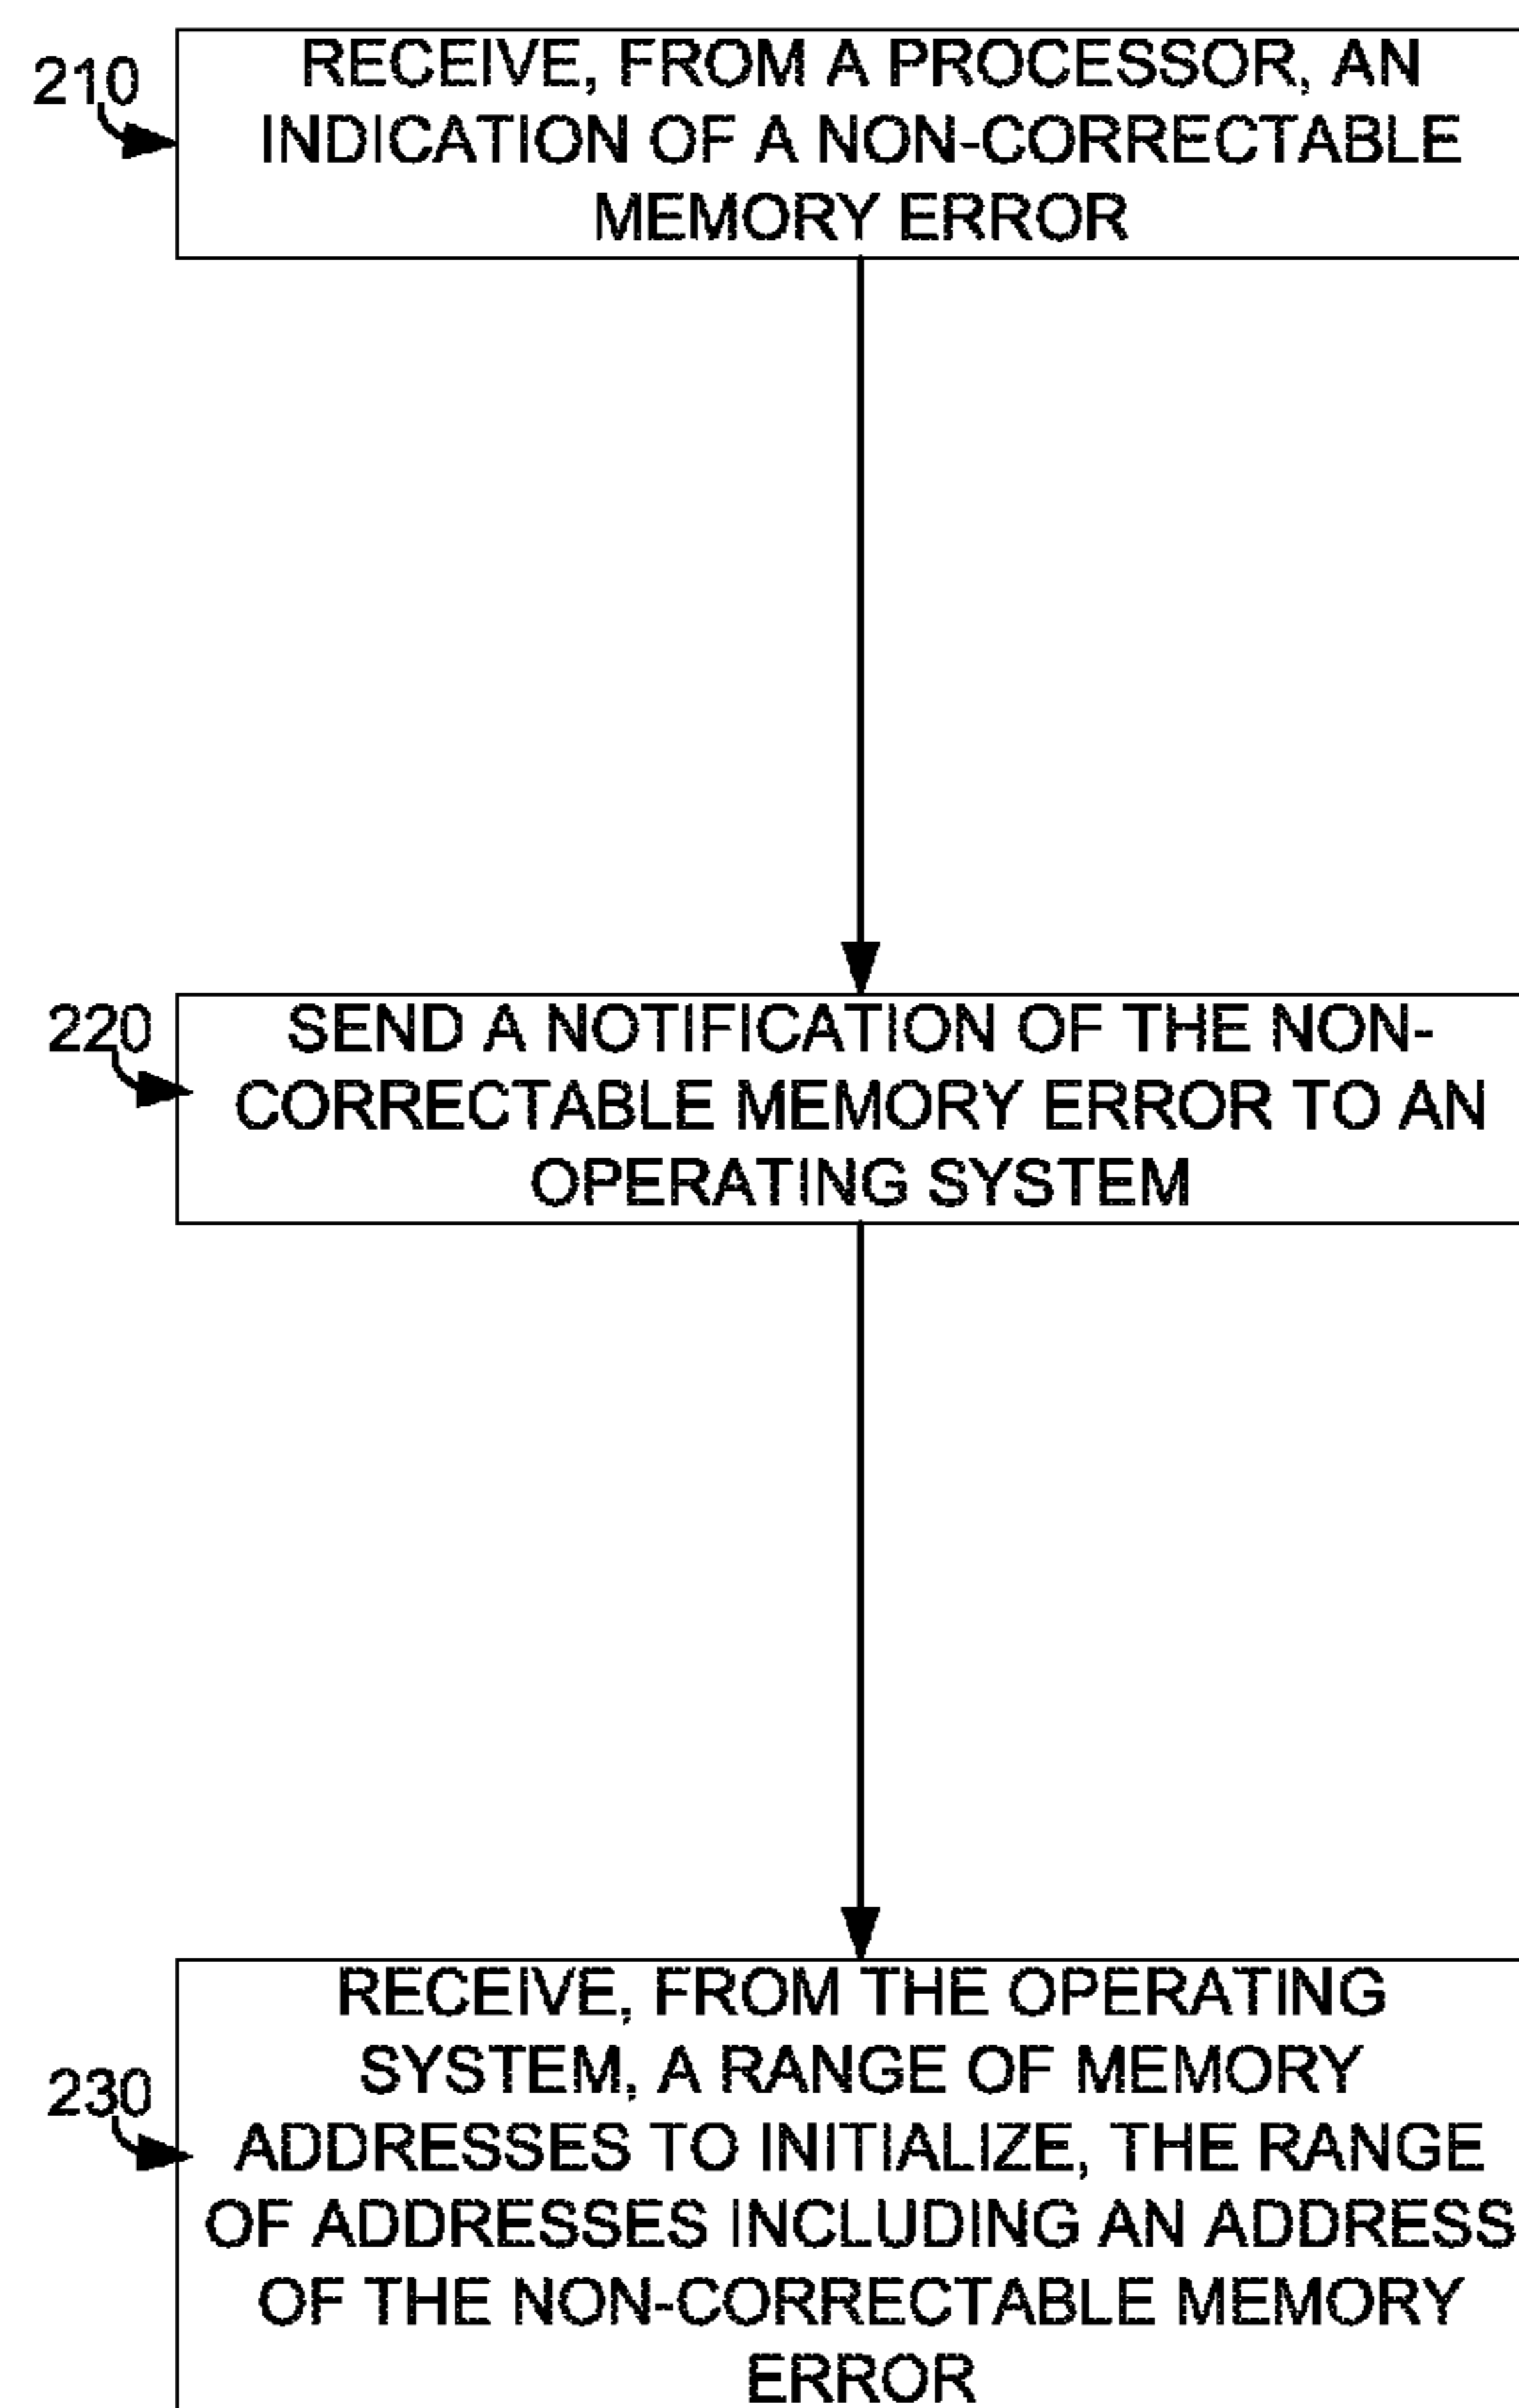 210
RECEIVE, FROM A PROCESSOR, AN
INDICATION OF A NON-CORRECTABLE
MEMORY ERROR
220
SEND A NOTIFICATION OF THE NON-
CORRECTABLE MEMORY ERROR TO AN
OPERATING SYSTEM
230
RECEIVE, FROM THE OPERATING
SYSTEM, A RANGE OF MEMORY
ADDRESSES TO INITIALIZE, THE RANGE
OF ADDRESSES INCLUDING AN ADDRESS
OF THE NON-CORRECTABLE MEMORY
ERROR